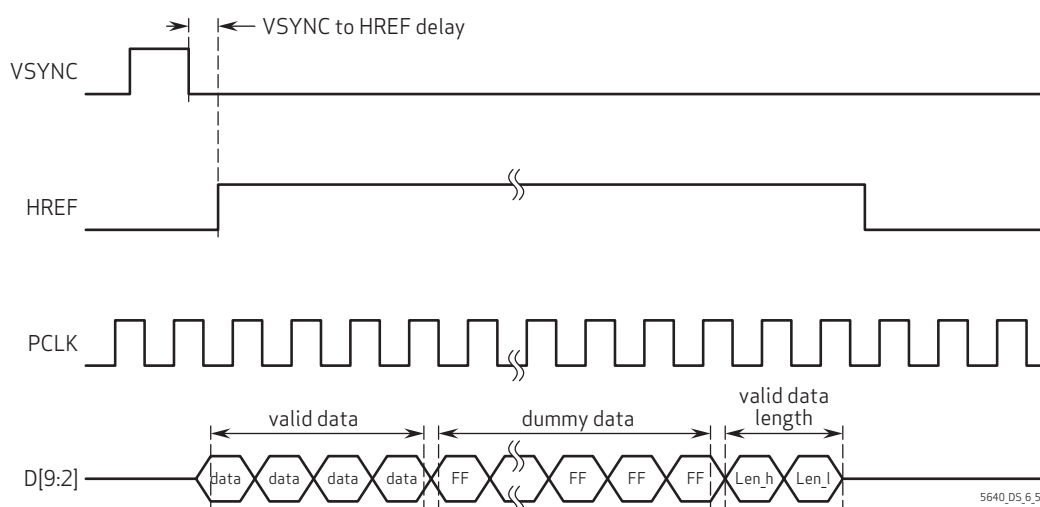 VSYNC to HREF delay
VSYNC
HREF
PCLK
valid data
dummy data
valid data
length
D[9:2]
data data data data FF FF FF FF Len_h Len_l
5640_DS_6_5